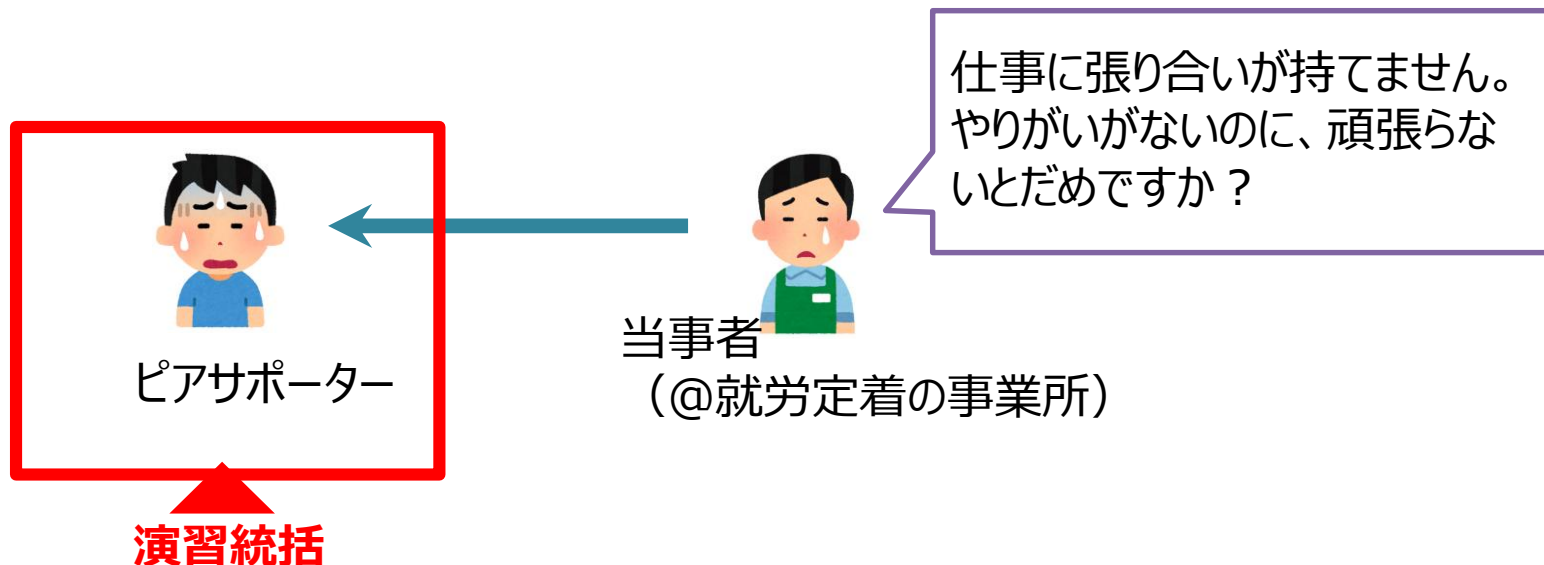 仕事に張り合いが持てません。
やりがいがないのに、頑張らな
いとだめですか？
ピアサポーター
当事者
（@就労定着の事業所）
演習統括